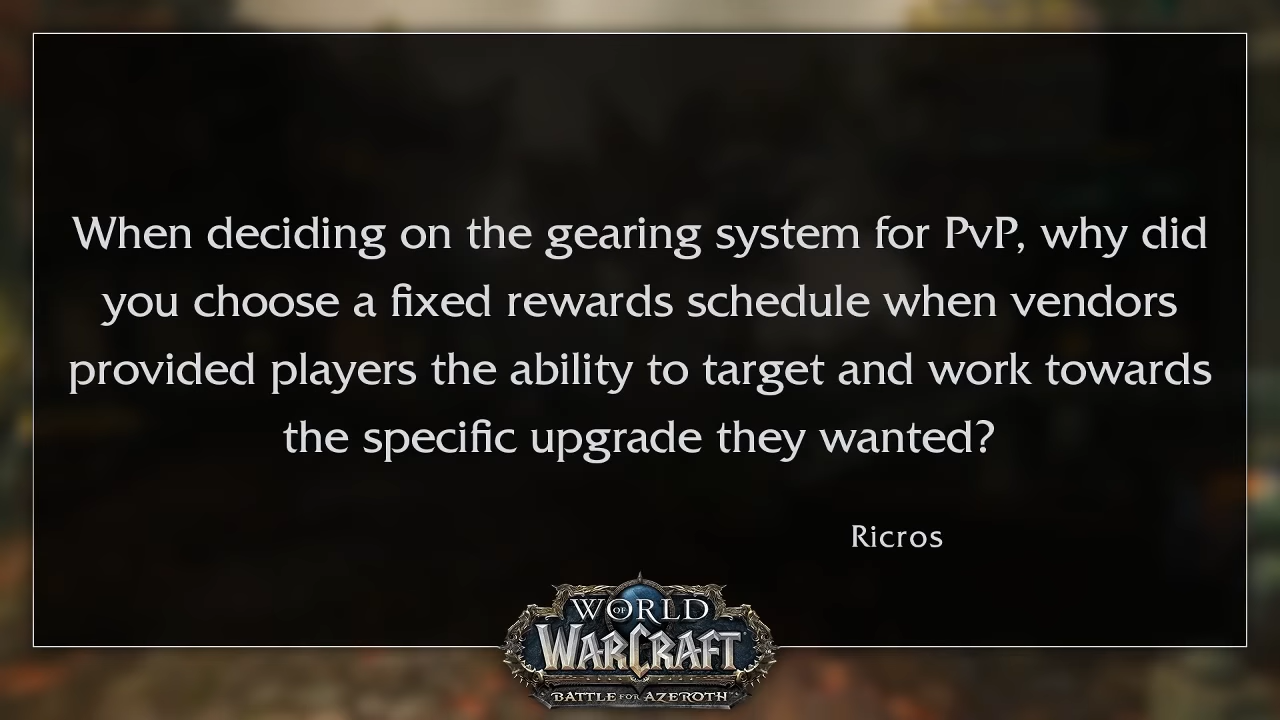 When deciding on the gearing system for PvP, why did
you choose a fixed rewards schedule when vendors
provided players the ability to target and work towards
the specific upgrade they wanted?
Ricros
WORLD
OF
WARCRAFT
BATTLE FOR AZEROTH